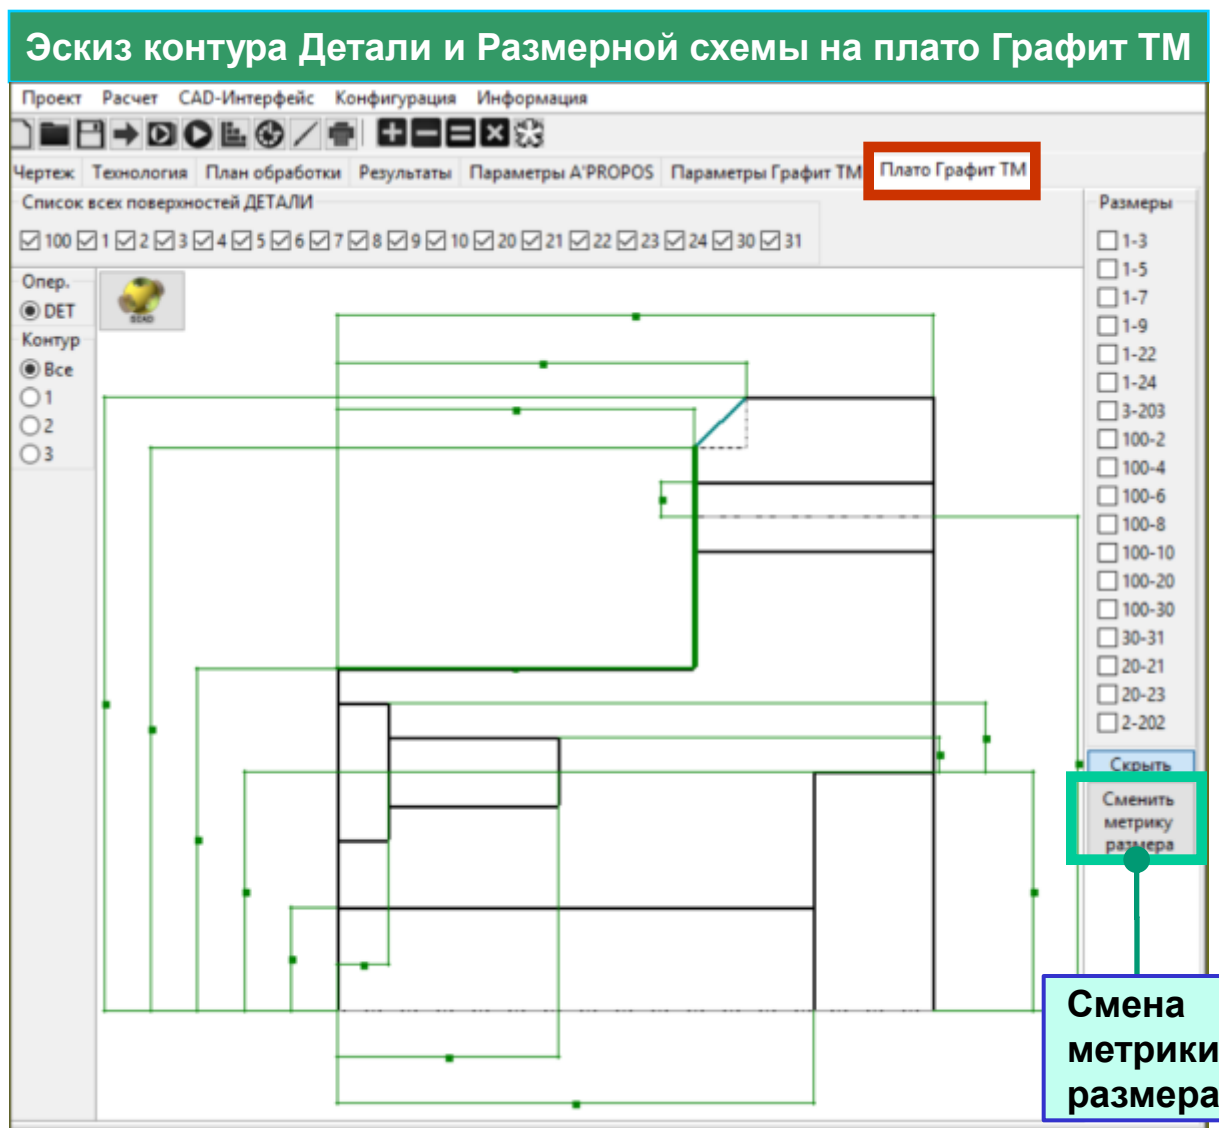 Эскиз контура Детали и Размерной схемы на плато Графит ТМ
Проект Расчет CAD-Интерфейс Конфигурация Информация
Чертеж Технология План обработки Результаты Параметры A'PROPOS Параметры Графит ТМ Плато Графит ТМ
Список всех поверхностей ДЕТАЛИ
100 1 2 3 4 5 6 7 8 9 10 20 21 22 23 24 30 31
Опер.
DET
Контур
Все
1
2
3
Размеры
1-3
1-5
1-7
1-9
1-22
1-24
3-203
100-2
100-4
100-6
100-8
100-10
100-20
100-30
30-31
20-21
20-23
2-202
Скрыть
Сменить
метрику
размера
Смена
метрики
размера